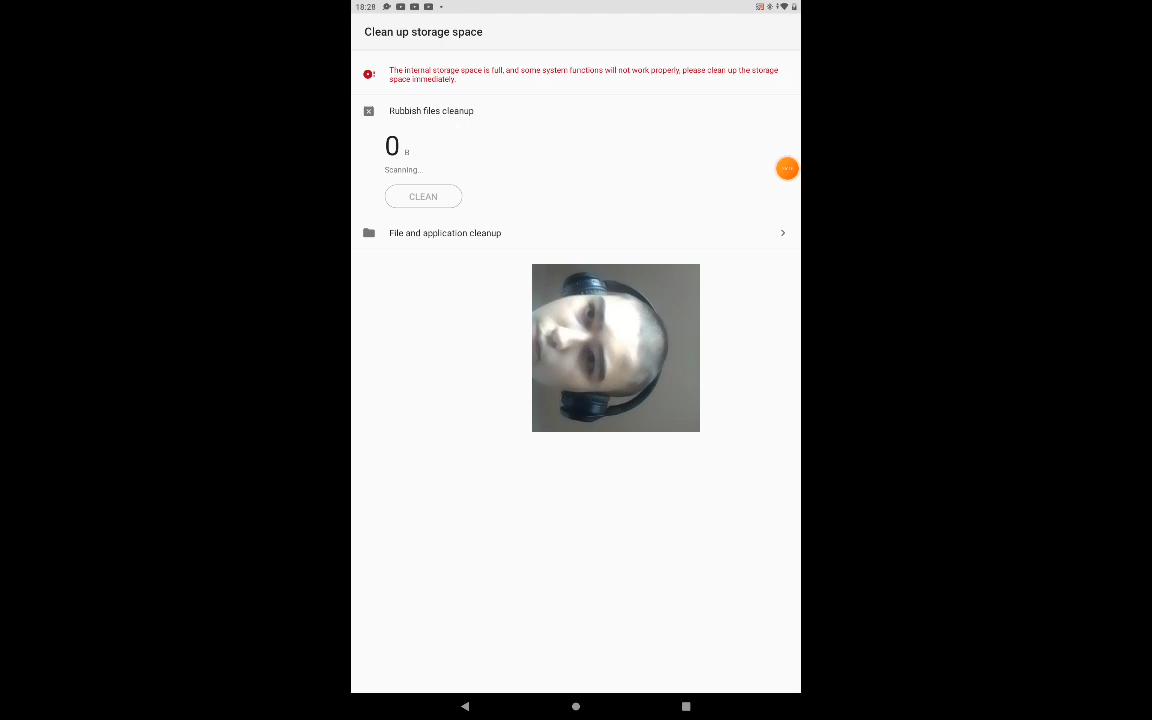 18:28
Clean up storage space
The internal storage space is full, and some system functions will not work properly, please clean up the storage
space immediately.
Rubbish files cleanup
0 B
Scanning...
CLEAN
File and application cleanup